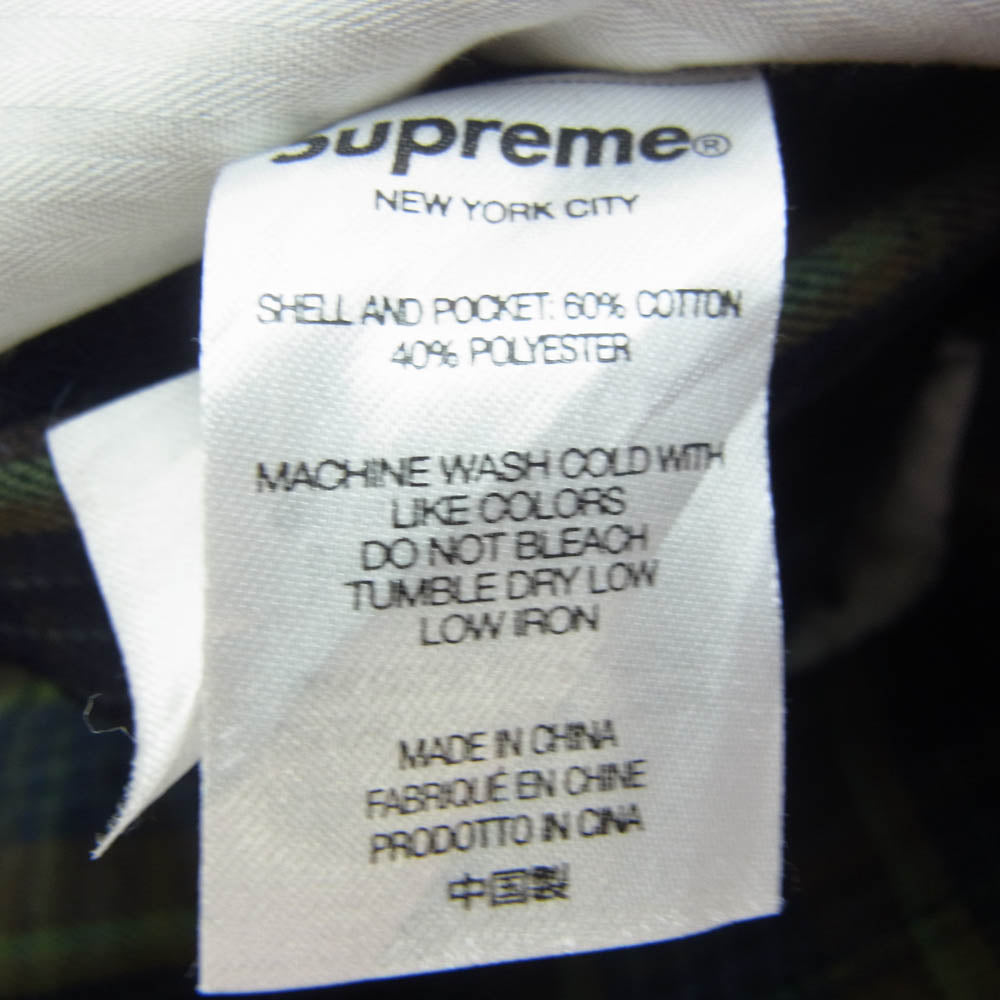 Supreme®
NEW YORK CITY
SHELL AND POCKET: 60% COTTON
40% POLYESTER
MACHINE WASH COLD WITH
LIKE COLORS
DO NOT BLEACH
TUMBLE DRY LOW
LOW IRON
MADE IN CHINA
FABRIQUÉ EN CHINE
PRODOTTO IN CINA
中国製